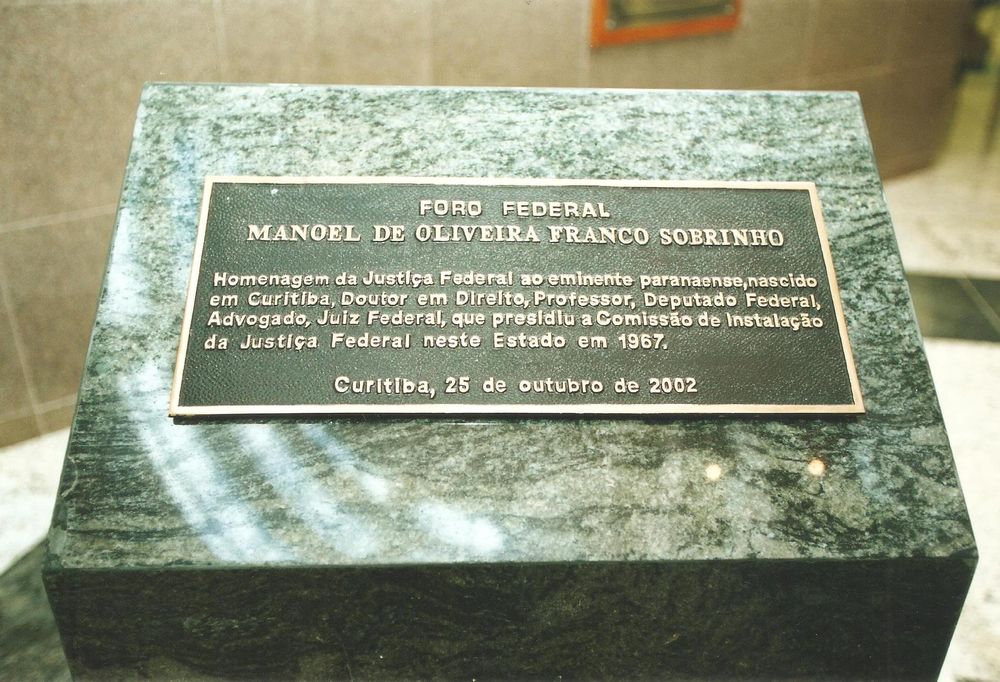 FORO FEDERAL
MANOEL DE OLIVEIRA FRANCO SOBRINHO
Homenagem da Justiça Federal ao eminente paranaense,nascido
em Curitiba, Doutor em Direito, Professor, Deputado Federal,
Advogado, Juiz Federal, que presidiu a Comissão de Instalação
da Justiça Federal neste Estado em 1967.
Curitiba, 25 de outubro de 2002